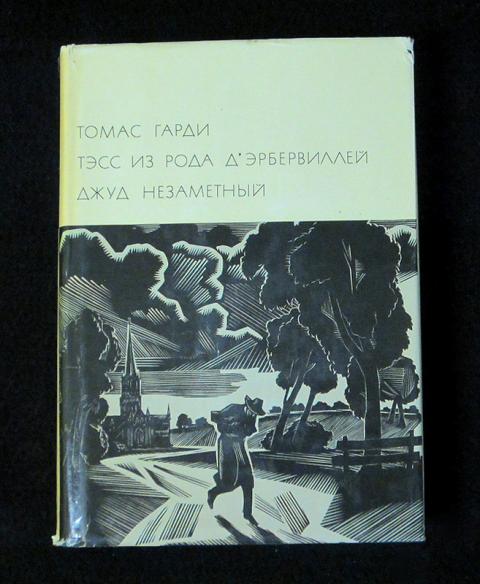 ТОМАС ГАРДИ
ТЭСС ИЗ РОДА Д'ЭРБЕРВИЛЛЕЙ
ДЖУД НЕЗАМЕТНЫЙ